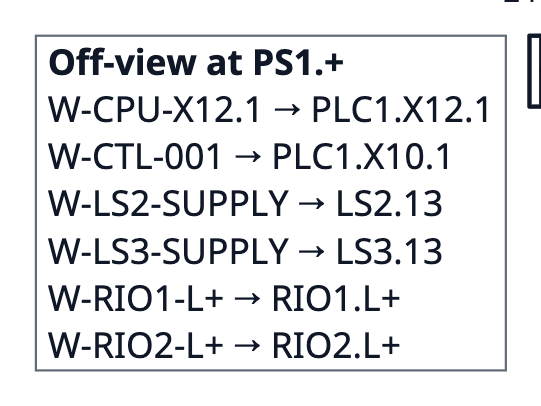 Off-view at PS1.+
W-CPU-X12.1 → PLC1.X12.1
W-CTL-001 → PLC1.X10.1
W-LS2-SUPPLY → LS2.13
W-LS3-SUPPLY → LS3.13
W-RIO1-L+ → RIO1.L+
W-RIO2-L+ → RIO2.L+